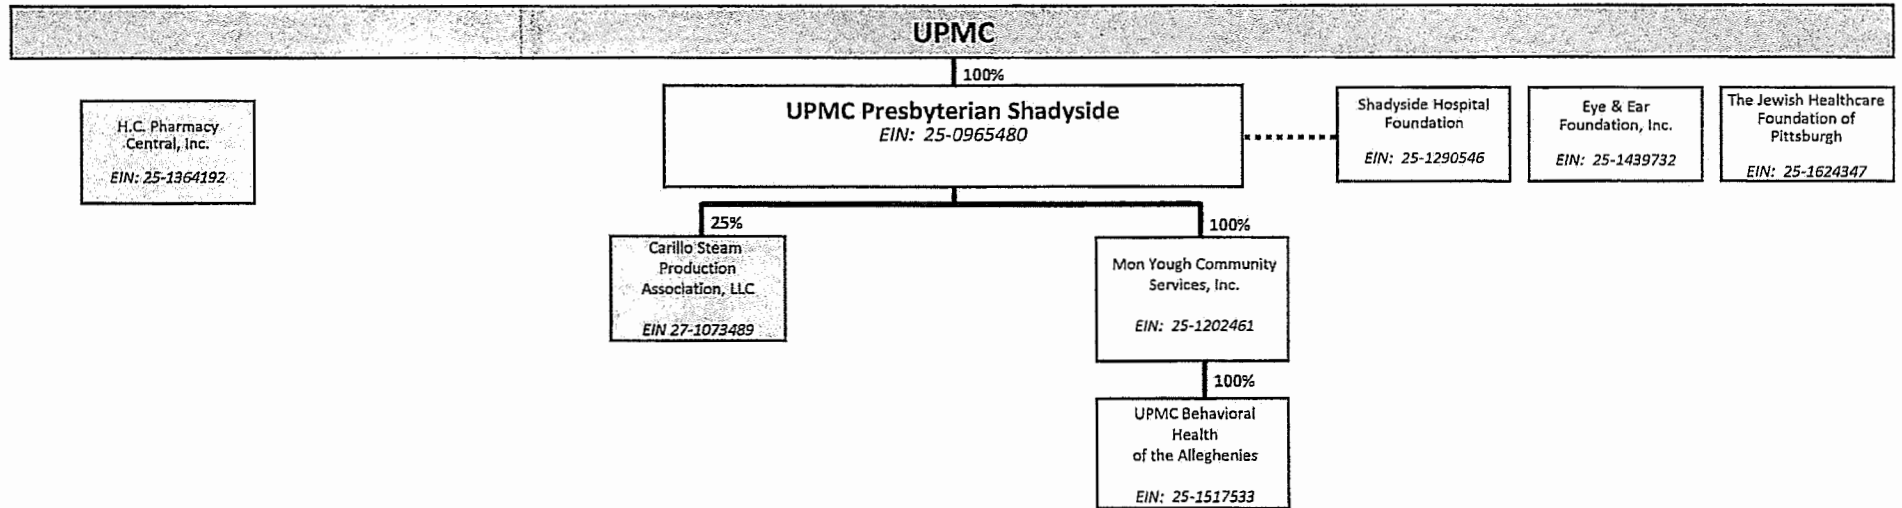 UPMC
100%
H.C. Pharmacy
Central, Inc.
EIN: 25-1364192
UPMC Presbyterian Shadyside
EIN: 25-0965480
Shadyside Hospital
Foundation
EIN: 25-1290546
Eye & Ear
Foundation, Inc.
EIN: 25-1439732
The Jewish Healthcare
Foundation of
Pittsburgh
EIN: 25-1624347
25%
Carillo Steam
Production
Association, LLC
EIN 27-1073489
100%
Mon Yough Community
Services, Inc.
EIN: 25-1202461
100%
UPMC Behavioral
Health
of the Alleghenies
EIN: 25-1517533